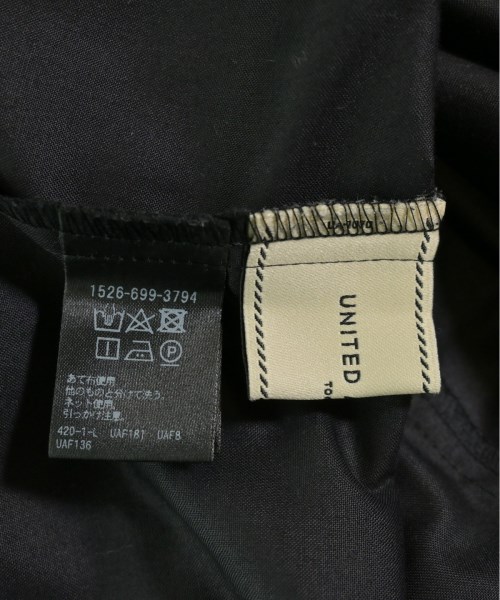 1526-699-3794
あて布使用
他のものと分けて洗う。
ネット使用
引っかけ注意。
420-1-L UAF181 UAF8
UAF136
UNITED
TO